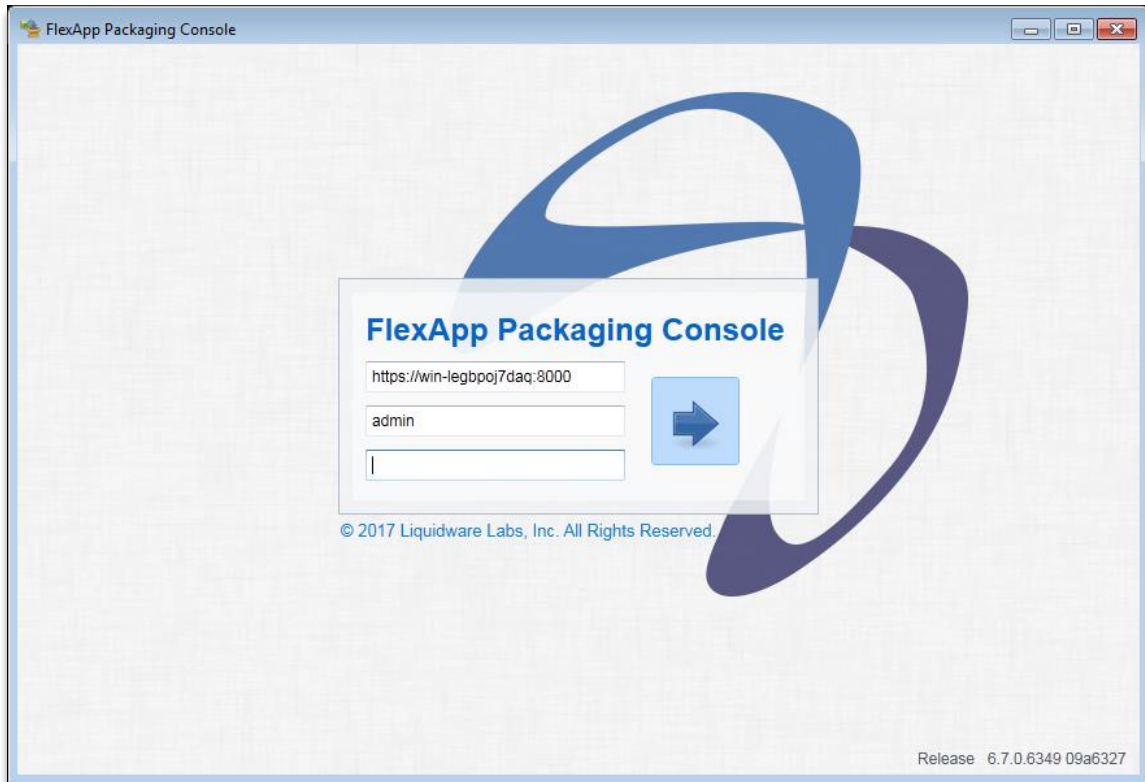 FlexApp Packaging Console
FlexApp Packaging Console
https://win-legbpoj7daq:8000
admin
© 2017 Liquidware Labs, Inc. All Rights Reserved.
Release 6.7.0.6349 09a6327